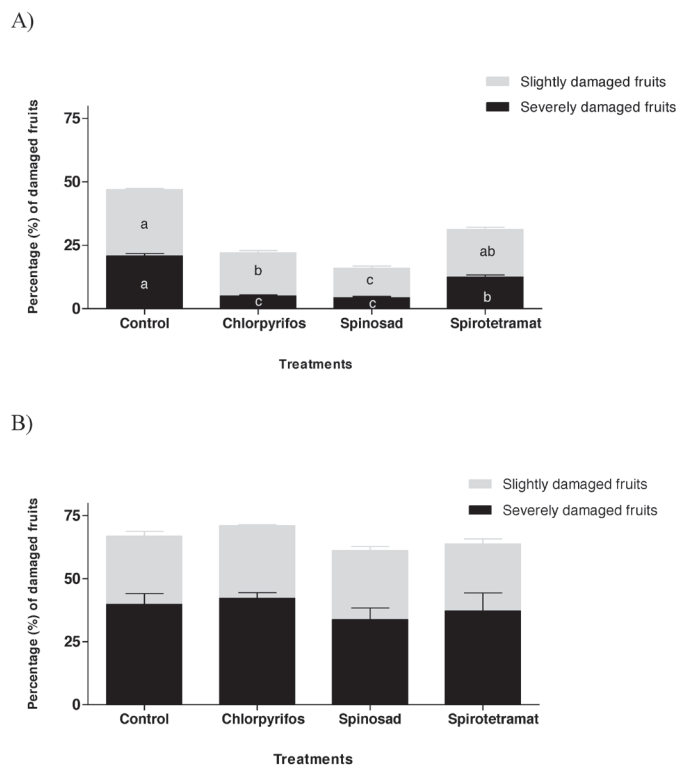 A)
Slightly damaged fruits
Severely damaged fruits
Percentage (%) of damaged fruits
75
50
25
0
a
a
b
c
c
c
ab
b
Control
Chlorpyrifos
Spinosad
Spirotetramat
Treatments
B)
Slightly damaged fruits
Severely damaged fruits
Percentage (%) of damaged fruits
75
50
25
0
Control
Chlorpyrifos
Spinosad
Spirotetramat
Treatments